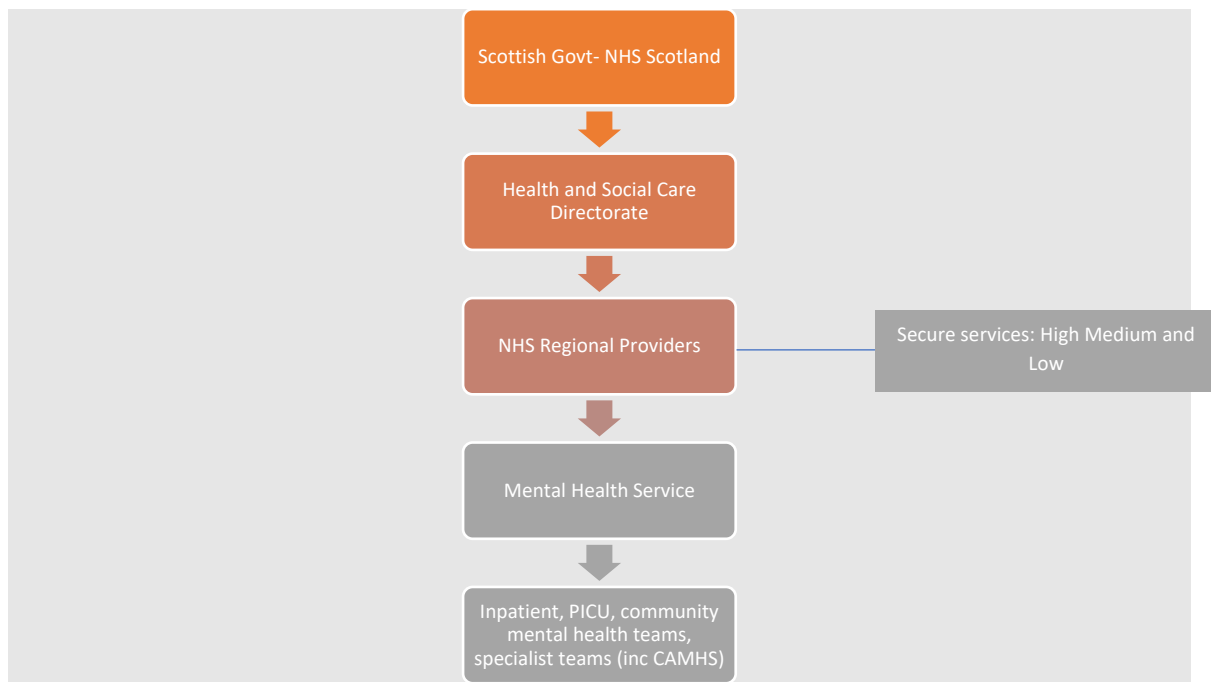 Scottish Govt- NHS Scotland
Health and Social Care
Directorate
NHS Regional Providers
Secure services: High Medium and
Low
Mental Health Service
Inpatient, PICU, community
mental health teams,
specialist teams (inc CAMHS)